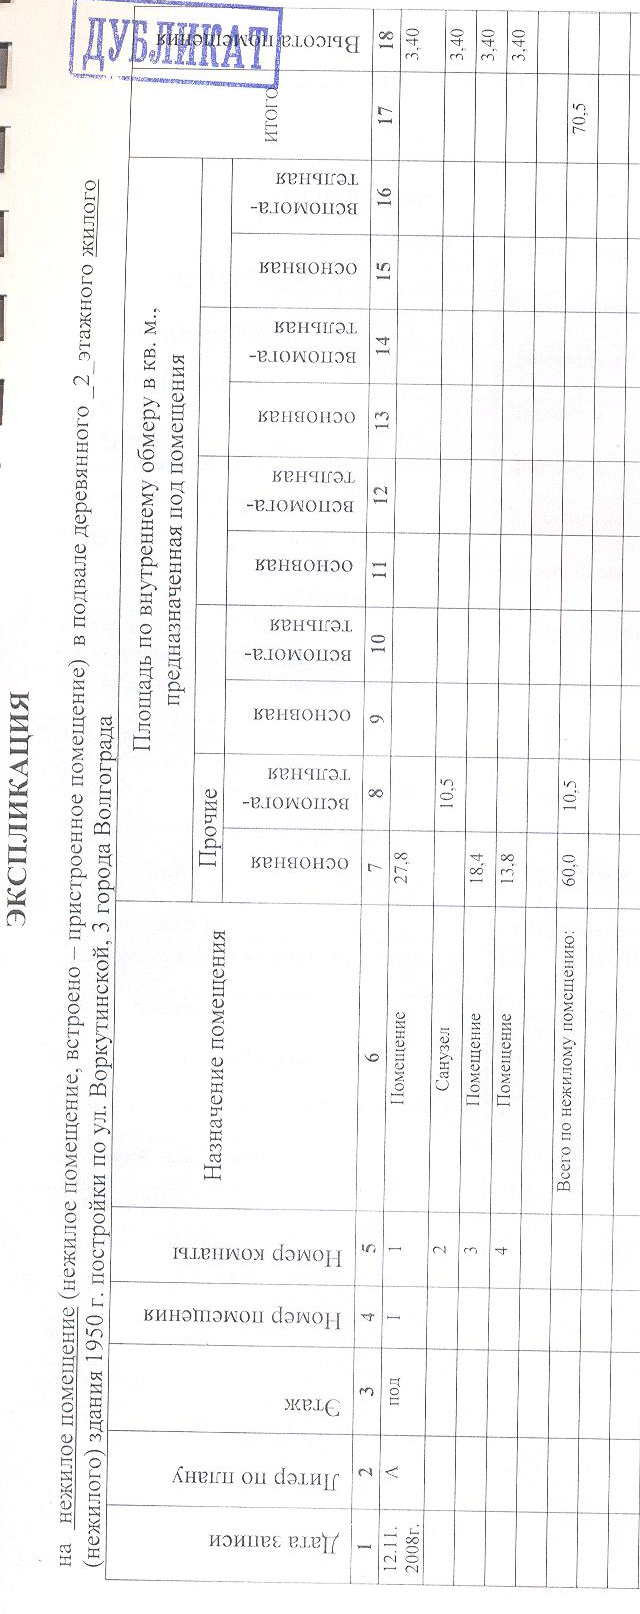 ДУБЛИКАТ
ЭКСПЛИКАЦИЯ
на нежилое помещение (нежилое помещение, встроено – пристроенное помещение) в подвале деревянного _2_ этажного жилого
(нежилого) здания 1950 г. постройки по ул. Воркутинской, 3 города Волгограда
Дата записи
Литер по плану
Этаж
Номер помещения
Номер комнаты
Назначение помещения
Площадь по внутреннему обмеру в кв. м.,
предназначенная под помещения
Прочие
основная
вспомога-
тельная
основная
вспомога-
тельная
основная
вспомога-
тельная
основная
вспомога-
тельная
основная
вспомога-
тельная
ИТОГО
Высота помещения
1 2 3 4 5 6 7 8 9 10 11 12 13 14 15 16 17 18
12.11. А под I 1 Помещение 27,8 3,40
2008г.
2 Санузел 10,5 3,40
3 Помещение 18,4 3,40
4 Помещение 13,8 3,40
Всего по нежилому помещению: 60,0 10,5 70,5